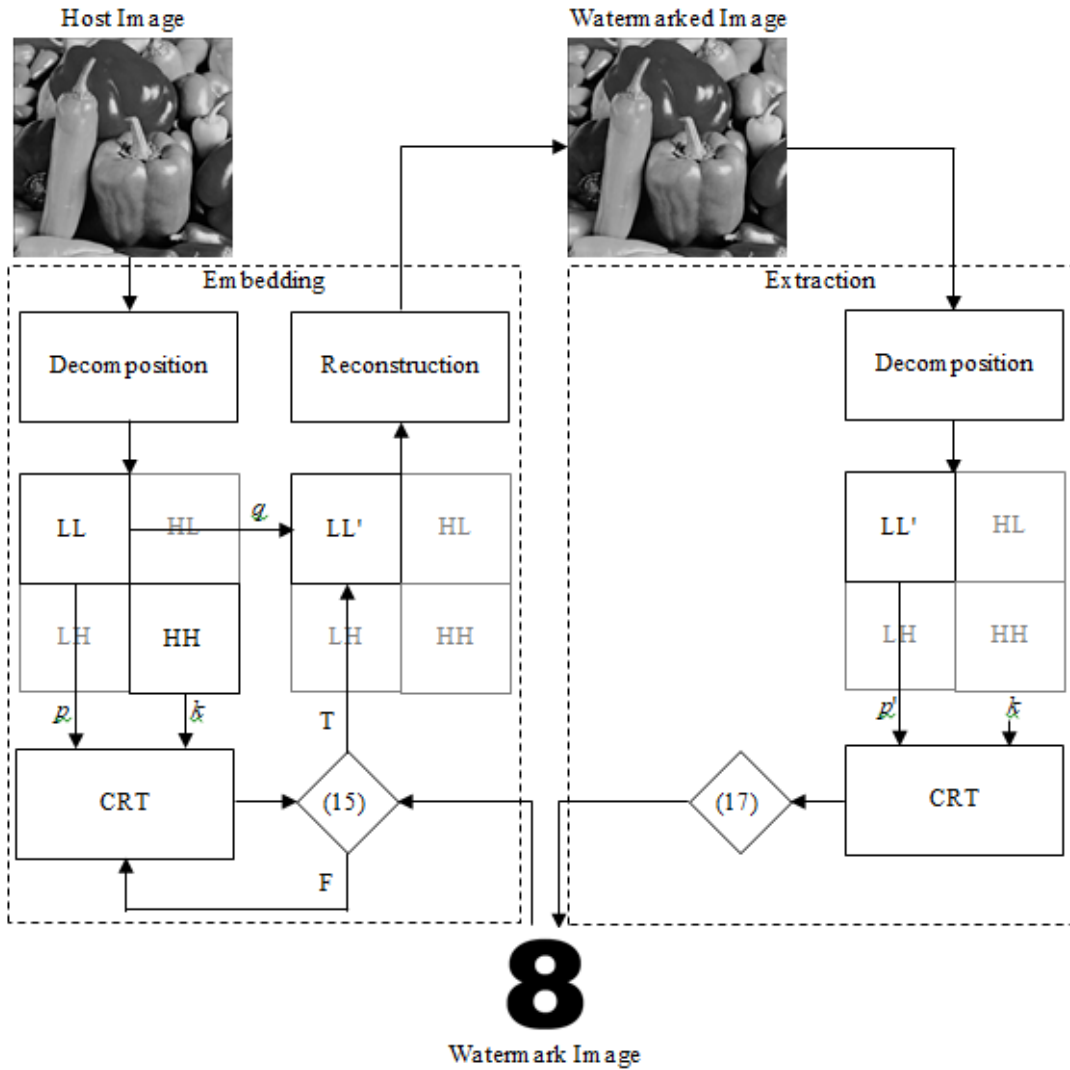 Host Image
Watermarked Image
Embedding
Extraction
Decomposition
Reconstruction
Decomposition
LL
HL
q
LL'
HL
LL'
HL
LH
HH
LH
HH
LH
HH
p
k
T
p'
k
CRT
(15)
(17)
CRT
F
8
Watermark Image